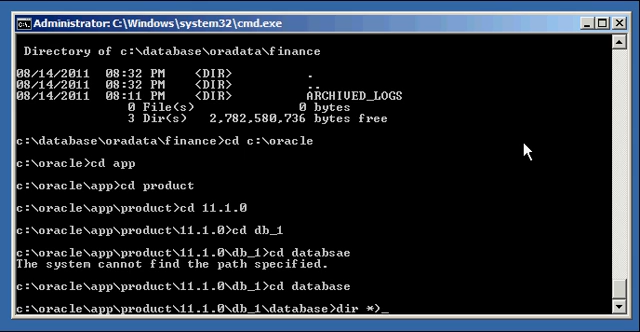 Administrator: C:\Windows\system32\cmd.exe
Directory of c:\database\oradata\finance
08/14/2011 08:32 PM <DIR> .
08/14/2011 08:32 PM <DIR> ..
08/14/2011 08:11 PM <DIR> ARCHIVED_LOGS
0 File(s) 0 bytes
3 Dir(s) 2,782,580,736 bytes free
c:\database\oradata\finance>cd c:\oracle
c:\oracle>cd app
c:\oracle\app>cd product
c:\oracle\app\product>cd 11.1.0
c:\oracle\app\product\11.1.0>cd db_1
c:\oracle\app\product\11.1.0\db_1>cd databsae
The system cannot find the path specified.
c:\oracle\app\product\11.1.0\db_1>cd database
c:\oracle\app\product\11.1.0\db_1\database>dir *)_